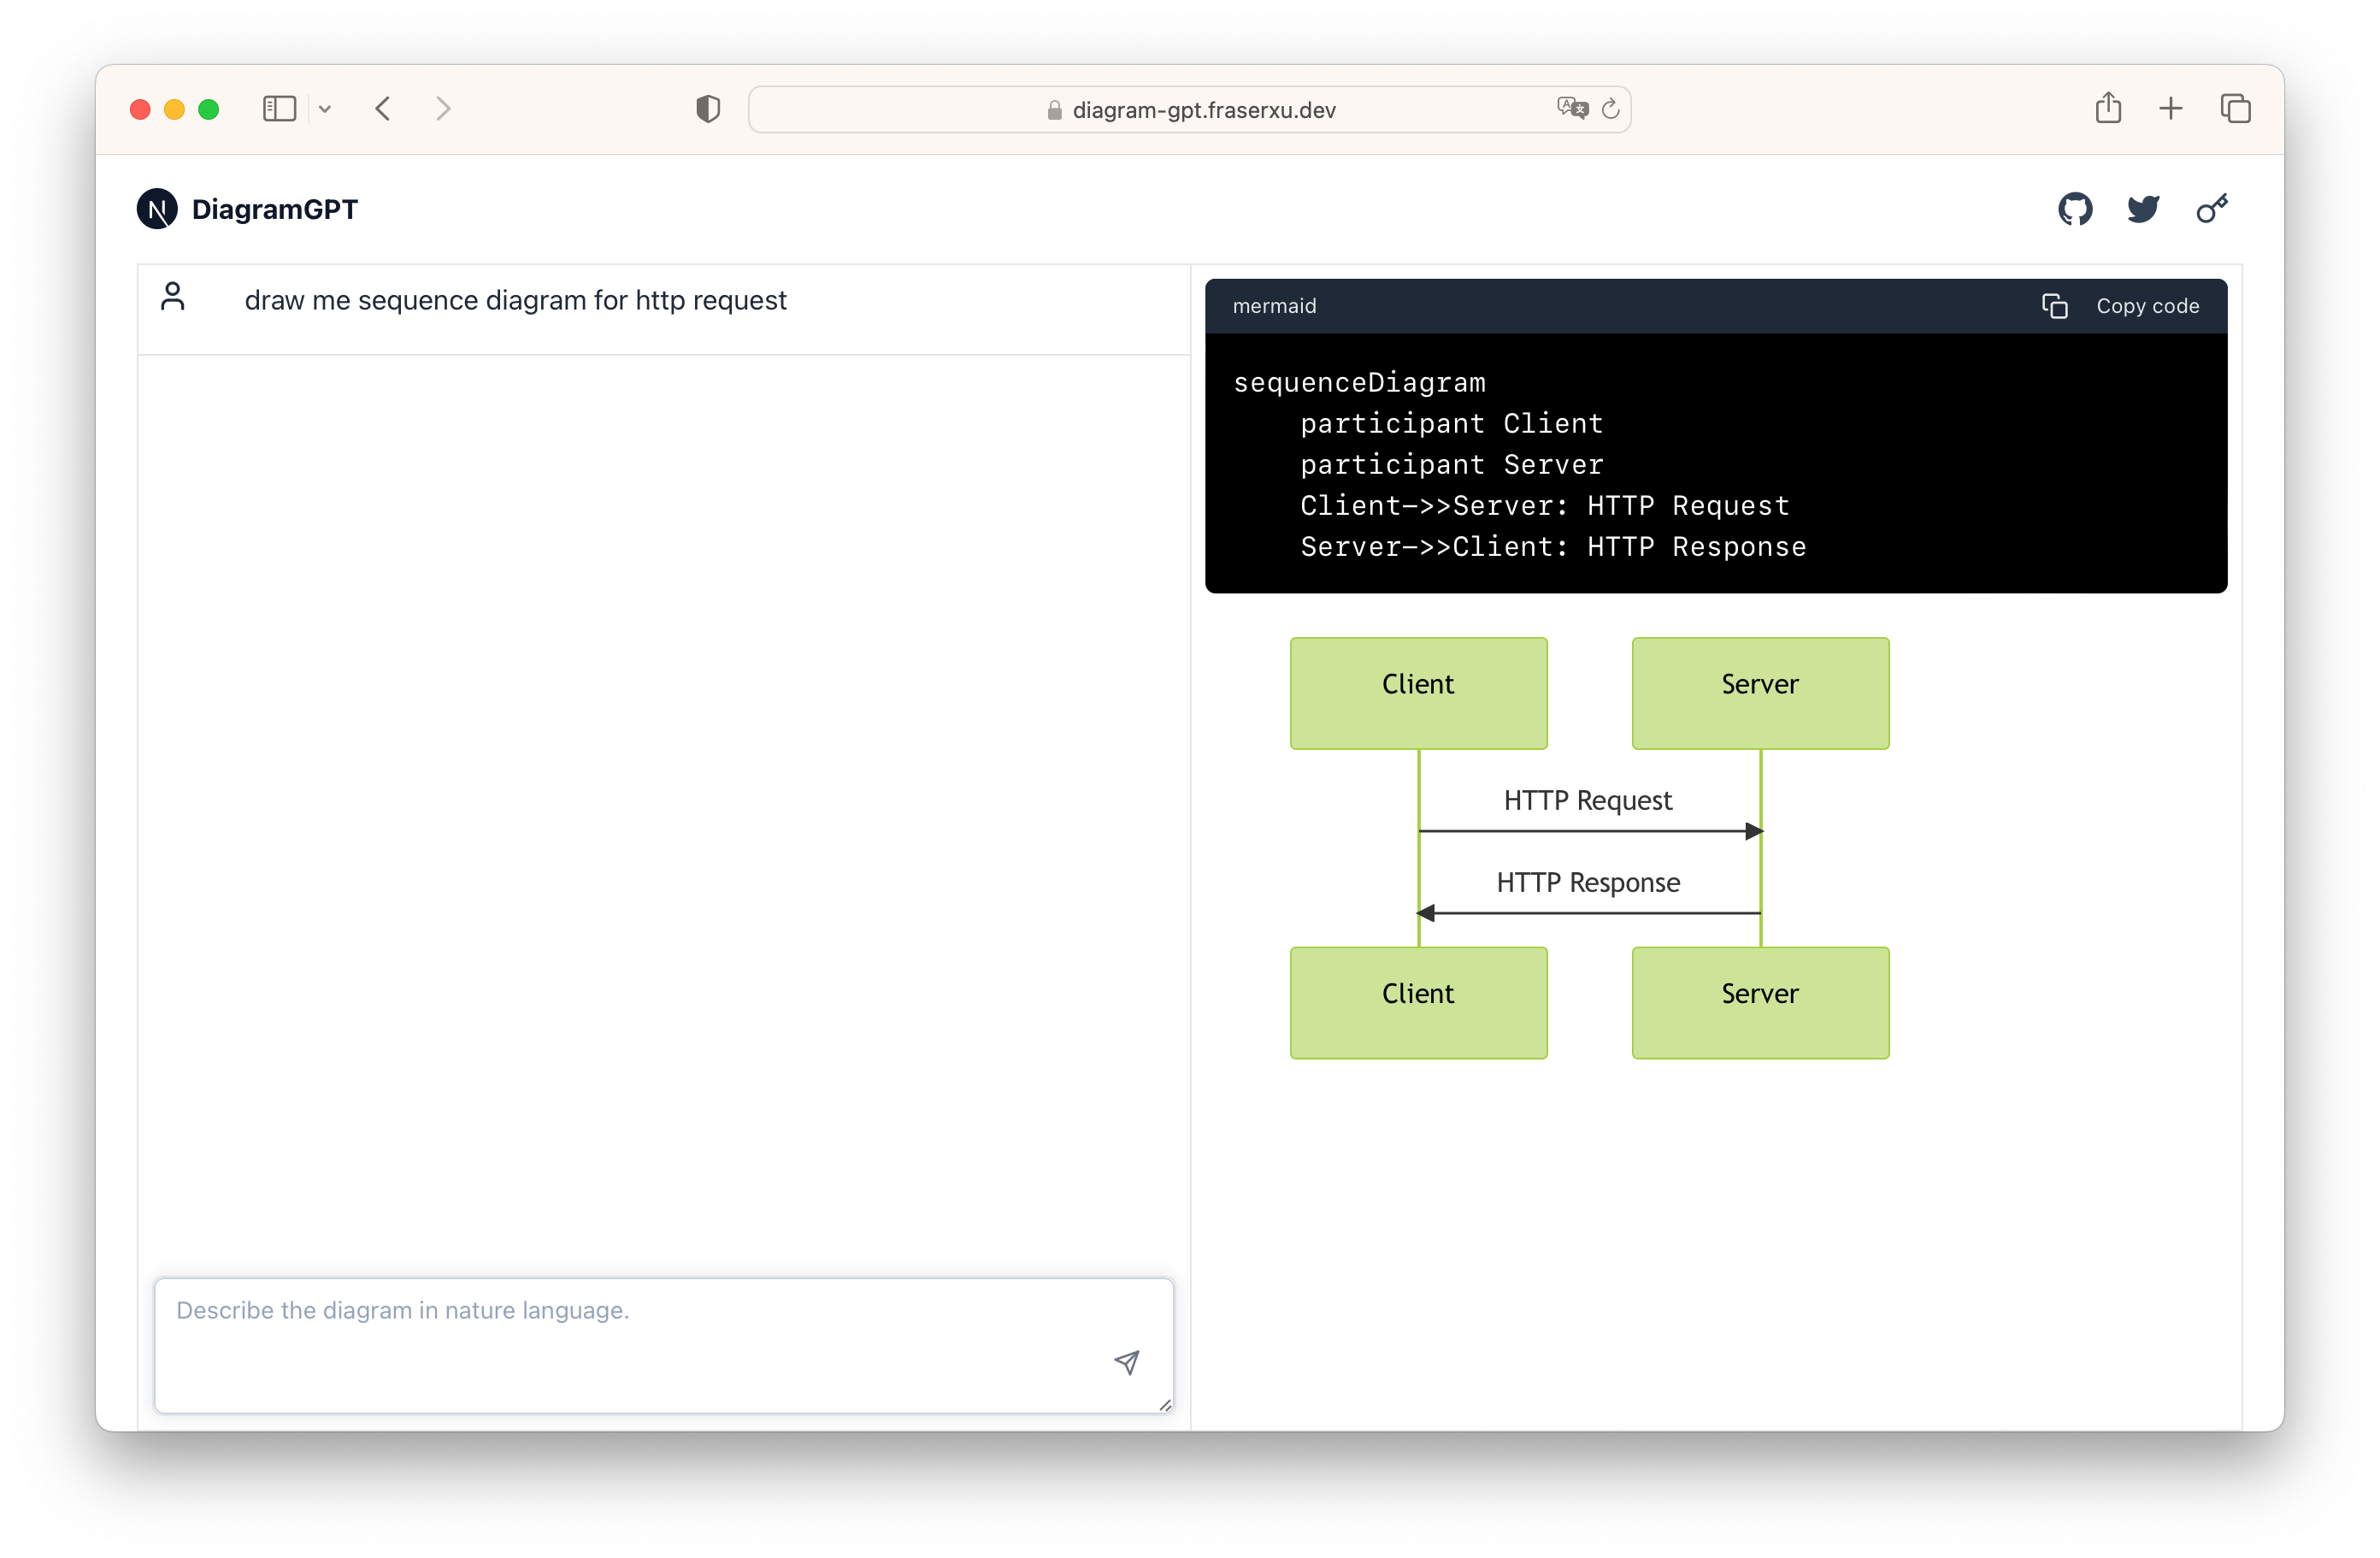 diagram-gpt.fraserxu.dev
DiagramGPT
draw me sequence diagram for http request
Describe the diagram in nature language.
mermaid
Copy code
sequenceDiagram
    participant Client
    participant Server
    Client->>Server: HTTP Request
    Server->>Client: HTTP Response
Client
Server
HTTP Request
HTTP Response
Client
Server